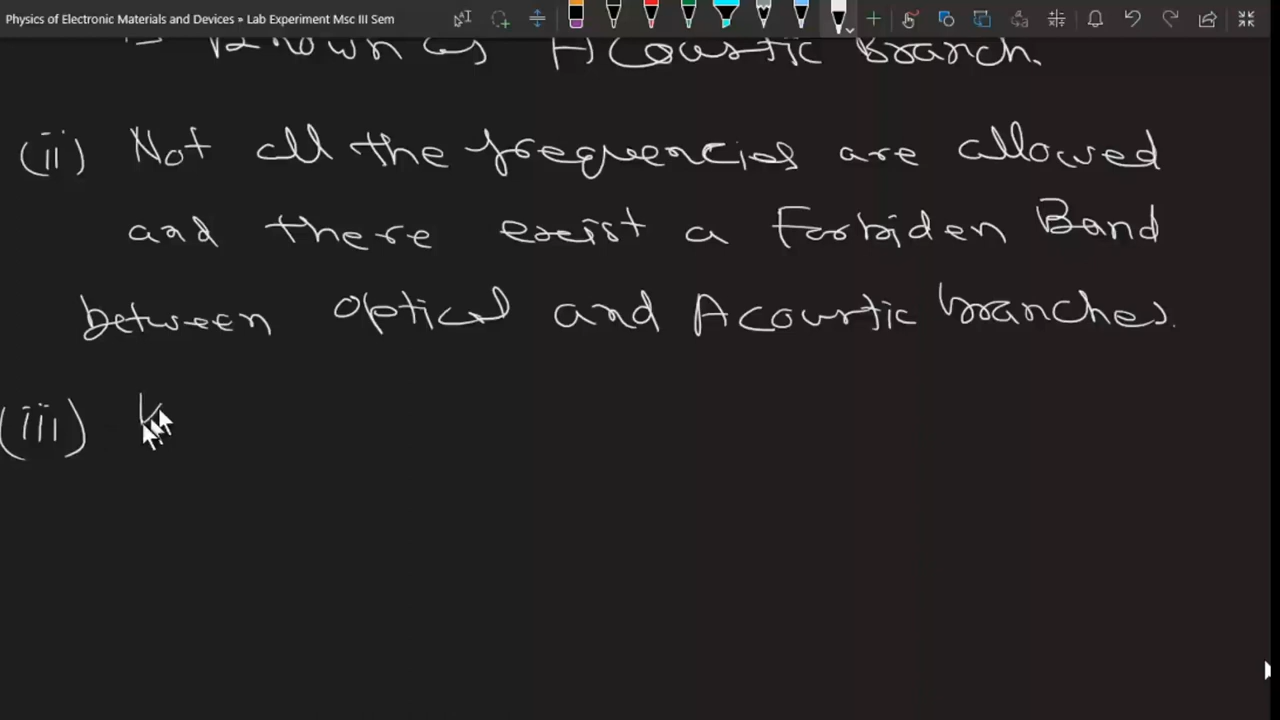 Physics of Electronic Materials and Devices » Lab Experiment Msc III Sem
is known as Acoustic Branch.
(ii) Not all the frequencies are allowed
and there exist a Forbiden Band
between optical and Acoustic branches.
(iii) k